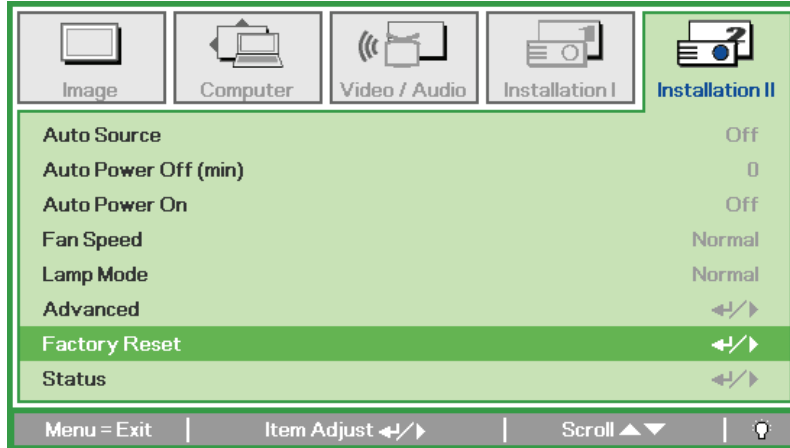 Image Computer Video / Audio Installation I Installation II
Auto Source Off
Auto Power Off (min) 0
Auto Power On Off
Fan Speed Normal
Lamp Mode Normal
Advanced
Factory Reset
Status
Menu = Exit Item Adjust Scroll